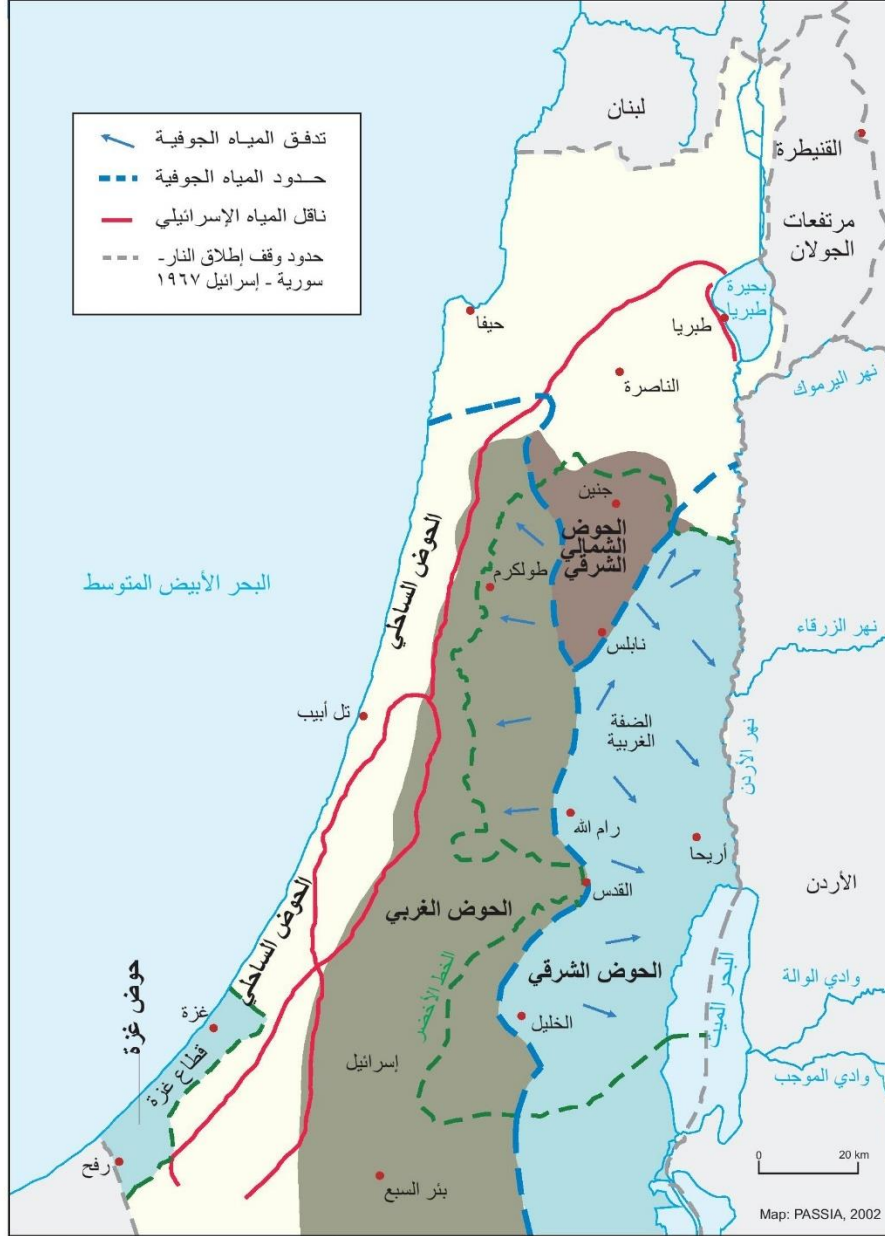 تدفق المياه الجوفية
حدود المياه الجوفية
ناقل المياه الإسرائيلي
حدود وقف إطلاق النار-
سورية - إسرائيل ١٩٦٧
لبنان
القنيطرة
مرتفعات
الجولان
بحيرة
طبريا
طبريا
حيفا
الناصرة
نهر اليرموك
جنين
الحوض
الشمالي
الشرقي
طولكرم
الحوض الساحلي
البحر الأبيض المتوسط
نابلس
نهر الزرقاء
تل أبيب
الضفة
الغربية
نهر الأردن
رام الله
أريحا
الأردن
القدس
الحوض الغربي
الحوض الساحلي
الخط الأخضر
الحوض الشرقي
البحر الميت
وادي الوالة
الخليل
حوض غزة
غزة
قطاع غزة
إسرائيل
وادي الموجب
رفح
بئر السبع
0 20 km
Map: PASSIA, 2002